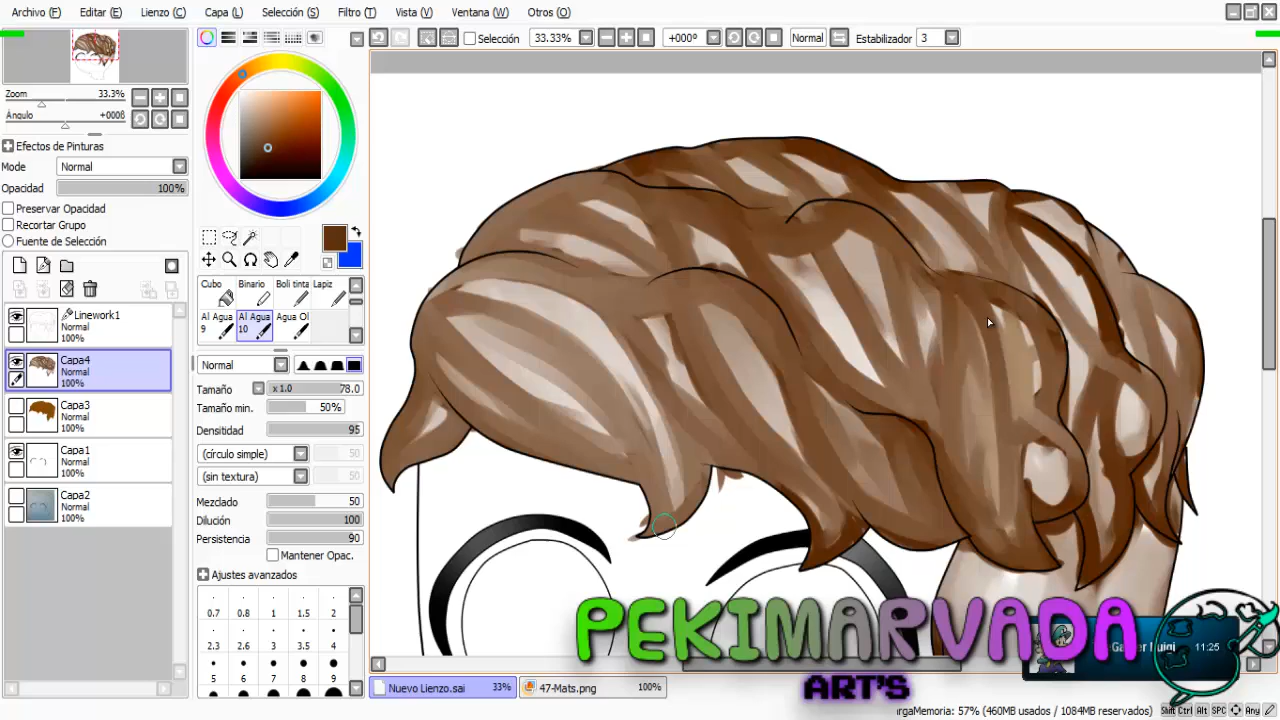 Archivo (F) Editar (E) Lienzo (C) Capa (L) Selección (S) Filtro (T) Vista (V) Ventana (W) Otros (O)
Selección 33.33% +000° Normal Estabilizador 3
Zoom 33.3%
Ángulo +000ß
Efectos de Pinturas
Mode Normal
Opacidad 100%
Preservar Opacidad
Recortar Grupo
Fuente de Selección
Linework1
Normal
100%
Capa4
Normal
100%
Capa3
Normal
100%
Capa1
Normal
100%
Capa2
Normal
100%
Cubo Binario Boli tinta Lapiz
Al Agua 9 Al Agua 10 Agua Ol
Normal
Tamaño x 1.0 78.0
Tamaño min. 50%
Densitidad 95
(círculo simple) 50
(sin textura) 50
Mezclado 50
Dilución 100
Persistencia 90
Mantener Opac.
Ajustes avanzados
0.7 0.8 1 1.5 2
2.3 2.6 3 3.5 4
5 6 7 8 9
PEKIMARVADA
ART'S
11:25
Nuevo Lienzo.sai 33% 47-Mats.png 100%
argaMemoria: 57% (460MB usados / 1084MB reservados) Shift Ctrl Alt SPC Any